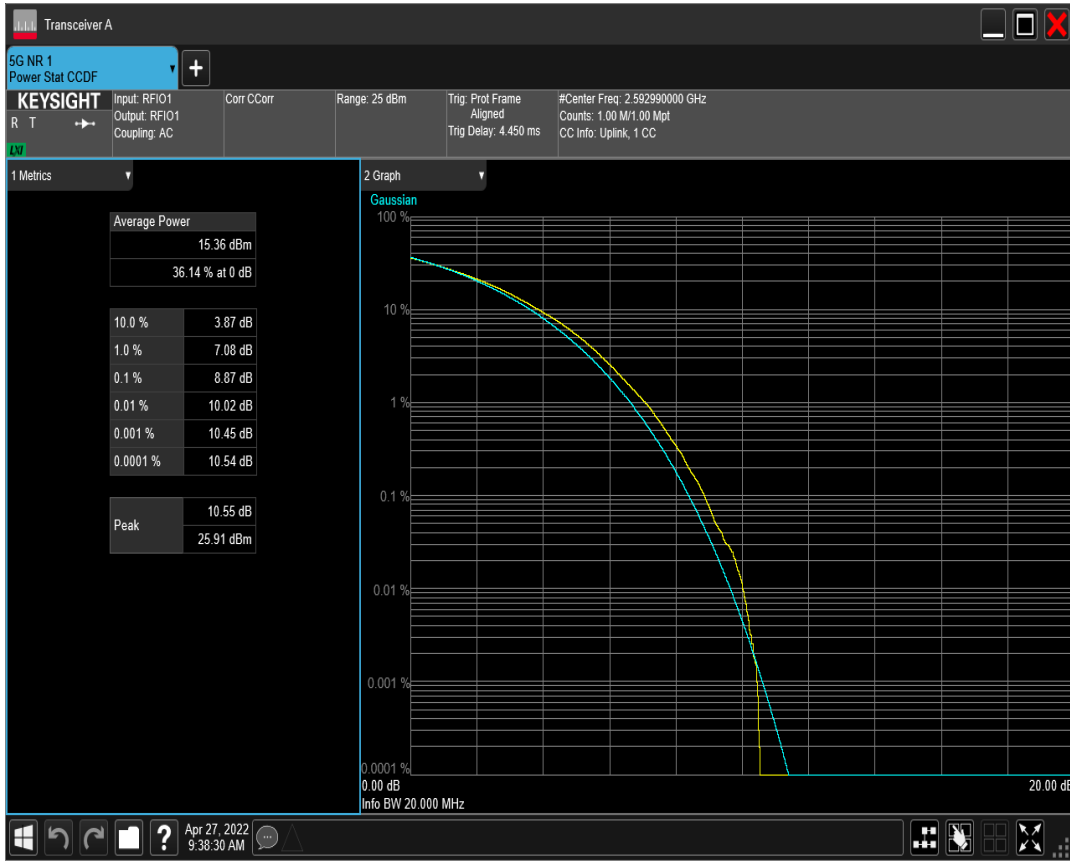 Transceiver A
5G NR 1
Power Stat CCDF
KEYSIGHT
R T
LXI
Input: RFIO1
Output: RFIO1
Coupling: AC
Corr CCorr
Range: 25 dBm
Trig: Prot Frame
Aligned
Trig Delay: 4.450 ms
#Center Freq: 2.592990000 GHz
Counts: 1.00 M/1.00 Mpt
CC Info: Uplink, 1 CC
1 Metrics
Average Power
15.36 dBm
36.14 % at 0 dB
10.0 % 3.87 dB
1.0 % 7.08 dB
0.1 % 8.87 dB
0.01 % 10.02 dB
0.001 % 10.45 dB
0.0001 % 10.54 dB
Peak
10.55 dB
25.91 dBm
2 Graph
Gaussian
100 %
10 %
1 %
0.1 %
0.01 %
0.001 %
0.0001 %
0.00 dB 20.00 dB
Info BW 20.000 MHz
?
Apr 27, 2022
9:38:30 AM